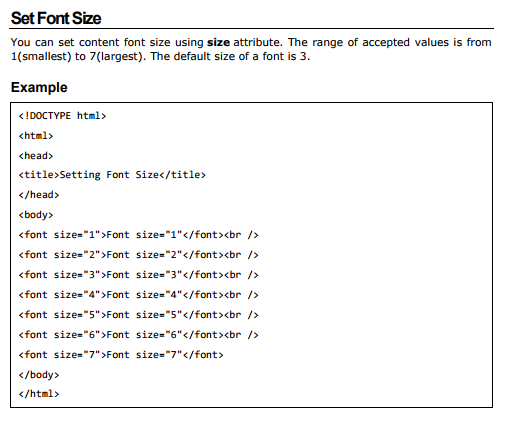 Set Font Size
You can set content font size using size attribute. The range of accepted values is from
1(smallest) to 7(largest). The default size of a font is 3.
Example
<!DOCTYPE html>
<html>
<head>
<title>Setting Font Size</title>
</head>
<body>
<font size="1">Font size="1"</font><br />
<font size="2">Font size="2"</font><br />
<font size="3">Font size="3"</font><br />
<font size="4">Font size="4"</font><br />
<font size="5">Font size="5"</font><br />
<font size="6">Font size="6"</font><br />
<font size="7">Font size="7"</font>
</body>
</html>